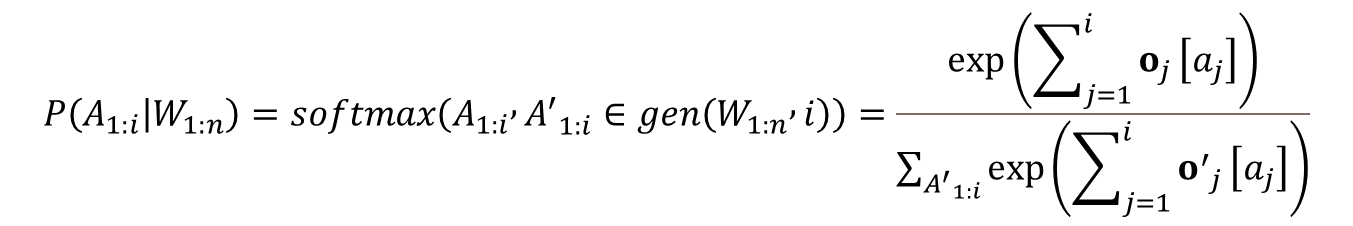 P(A_{1:i}|W_{1:n}) = softmax(A_{1:i}, A'_{1:i} ∈ gen(W_{1:n}, i)) = \frac{exp(∑_{j=1}^{i} o_j [a_j])}{∑_{A'_{1:i}} exp(∑_{j=1}^{i} o'_j [a_j])}